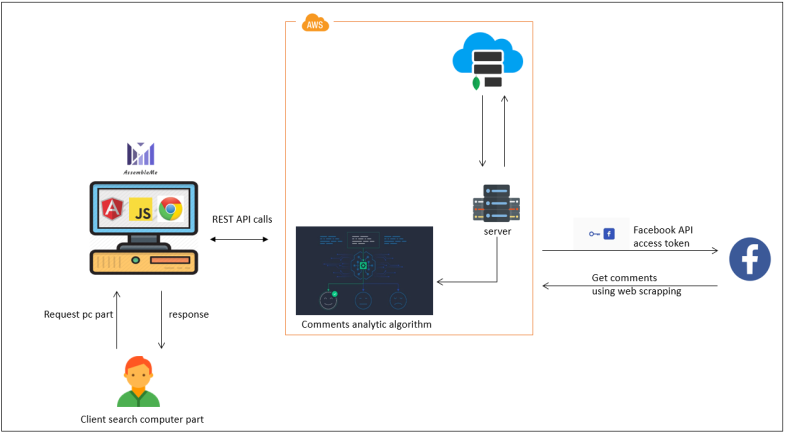 AWS
AssembleMe
JS
REST API calls
server
Facebook API
access token
Get comments
using web scrapping
Comments analytic algorithm
Request pc part
response
Client search computer part